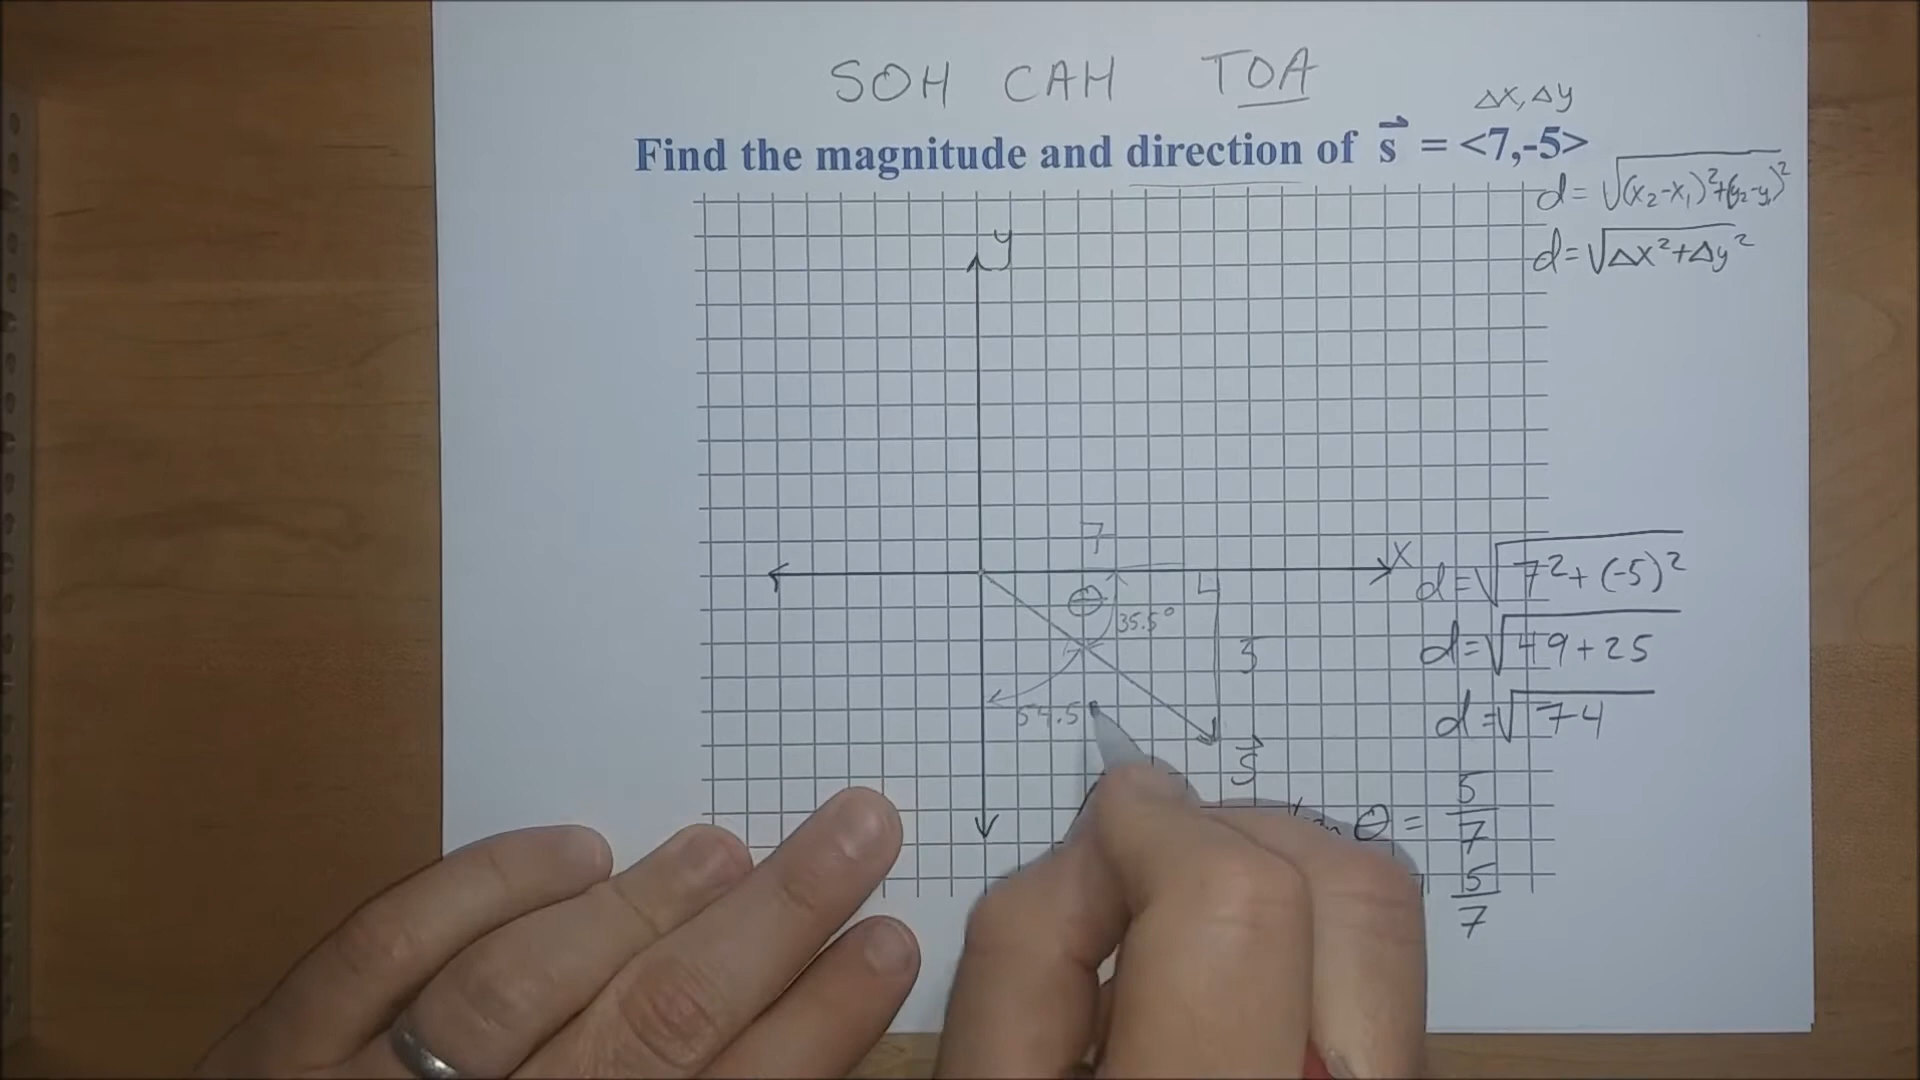 SOH CAH TOA
Δx, Δy
Find the magnitude and direction of s⃗ = <7,-5>
d = √(x₂-x₁)²+(y₂-y₁)²
d = √Δx²+Δy²
y
7
x
Θ
35.5°
5
54.5
s⃗
d = √7²+(-5)²
d = √49+25
d = √74
Θ = 5/7
5/7